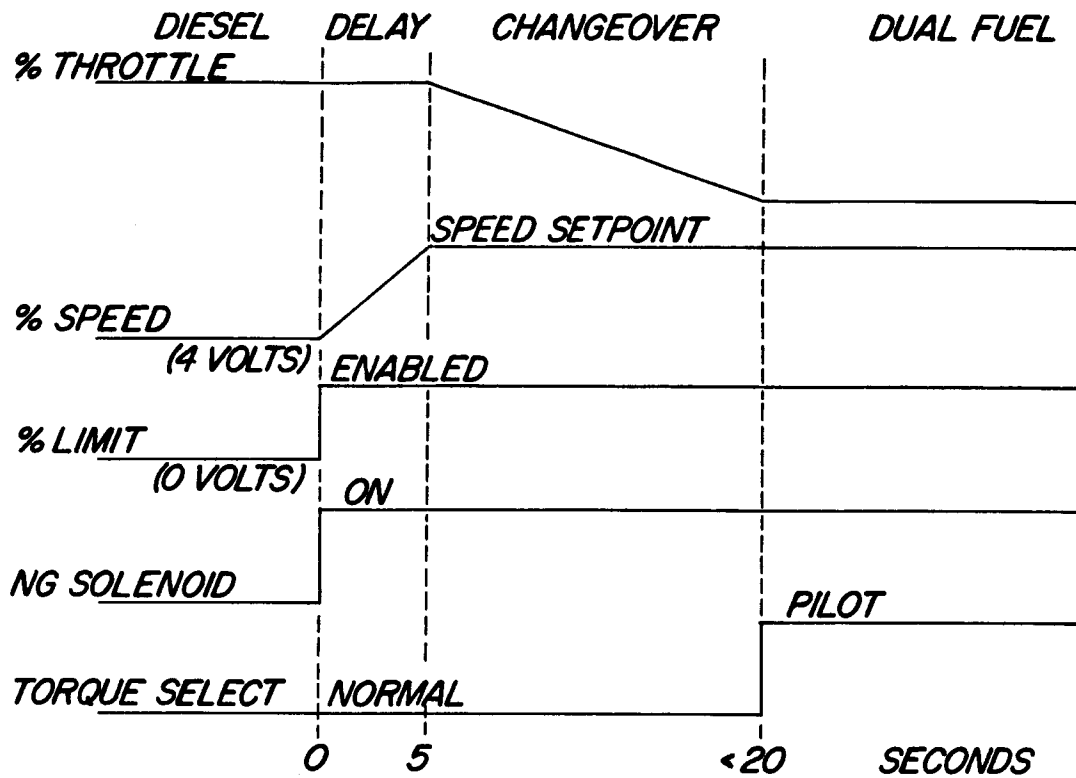 DIESEL DELAY CHANGEOVER DUAL FUEL
% THROTTLE
SPEED SETPOINT
% SPEED
(4 VOLTS)
ENABLED
% LIMIT
(0 VOLTS)
ON
NG SOLENOID
PILOT
TORQUE SELECT NORMAL
0 5 <20 SECONDS